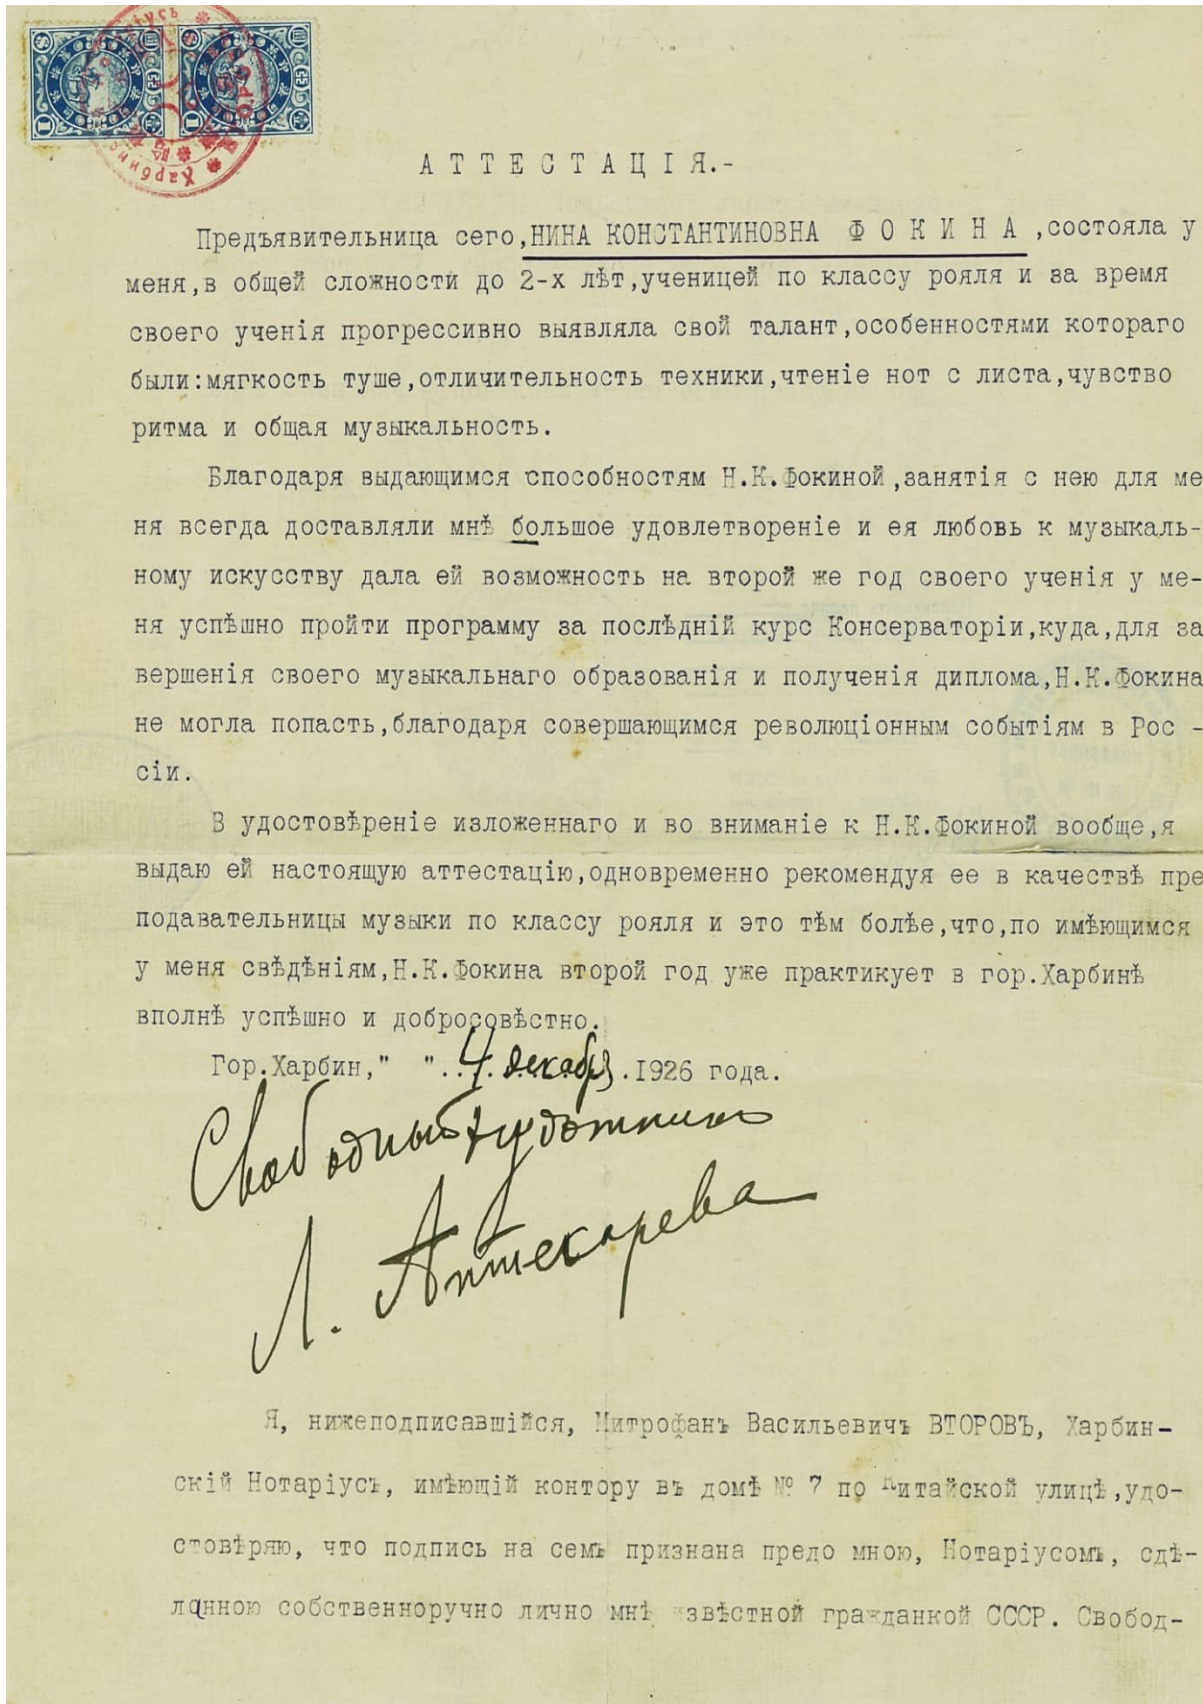 Харбин
АТТЕСТАЦІЯ.-
Предъявительница сего,НИНА КОНСТАНТИНОВНА ФОКИНА,состояла у
меня,в общей сложности до 2-х лѣт,ученицей по классу рояля и за время
своего ученія прогрессивно выявляла свой талант,особенностями котораго
были:мягкость туше,отличительность техники,чтеніе нот с листа,чувство
ритма и общая музыкальность.
Благодаря выдающимся способностям Н.К.Фокиной,занятія с нею для ме
ня всегда доставляли мнѣ большое удовлетвореніе и ея любовь к музыкаль-
ному искусству дала ей возможность на второй же год своего ученія у ме-
ня успѣшно пройти программу за послѣдній курс Консерваторіи,куда,для за
вершенія своего музыкальнаго образованія и полученія диплома,Н.К.Фокина
не могла попасть,благодаря совершающимся революціонным событіям в Рос -
сіи.
В удостовѣреніе изложеннаго и во вниманіе к Н.К.Фокиной вообще,я
выдаю ей настоящую аттестацію,одновременно рекомендуя ее в качествѣ пре
подавательницы музыки по классу рояля и это тѣм болѣе,что,по имѣющимся
у меня свѣдѣніям,Н.К.Фокина второй год уже практикует в гор.Харбинѣ
вполнѣ успѣшно и добросовѣстно.
Гор.Харбин," " 4 декабря 1926 года.
Свободный художник
Л. Аптекарева
Я, нижеподписавшійся, Митрофанъ Васильевичъ ВТОРОВЪ, Харбин-
скій Нотаріусъ, имѣющій контору въ домѣ № 7 по Китайской улицѣ,удо-
стовѣряю, что подпись на семъ признана предо мною, Нотаріусомъ, сдѣ-
ланною собственноручно лично мнѣ извѣстной гражданкой СССР. Свобод-